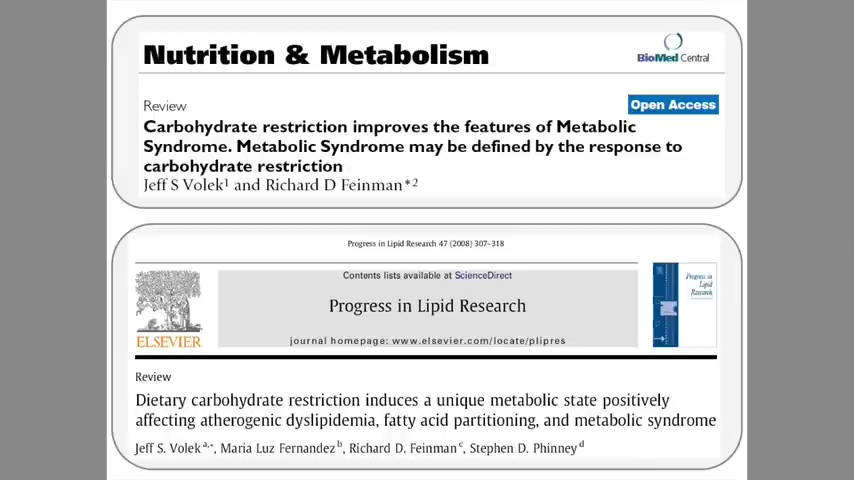 Nutrition & Metabolism
BioMed Central
Review
Open Access
Carbohydrate restriction improves the features of Metabolic
Syndrome. Metabolic Syndrome may be defined by the response to
carbohydrate restriction
Jeff S Volek¹ and Richard D Feinman*²
Progress in Lipid Research 47 (2008) 307–318
Contents lists available at ScienceDirect
Progress in Lipid Research
journal homepage: www.elsevier.com/locate/plipres
ELSEVIER
Progress in
Lipid
Research
Review
Dietary carbohydrate restriction induces a unique metabolic state positively
affecting atherogenic dyslipidemia, fatty acid partitioning, and metabolic syndrome
Jeff S. Volek ᵃ,*, Maria Luz Fernandez ᵇ, Richard D. Feinman ᶜ, Stephen D. Phinney ᵈ